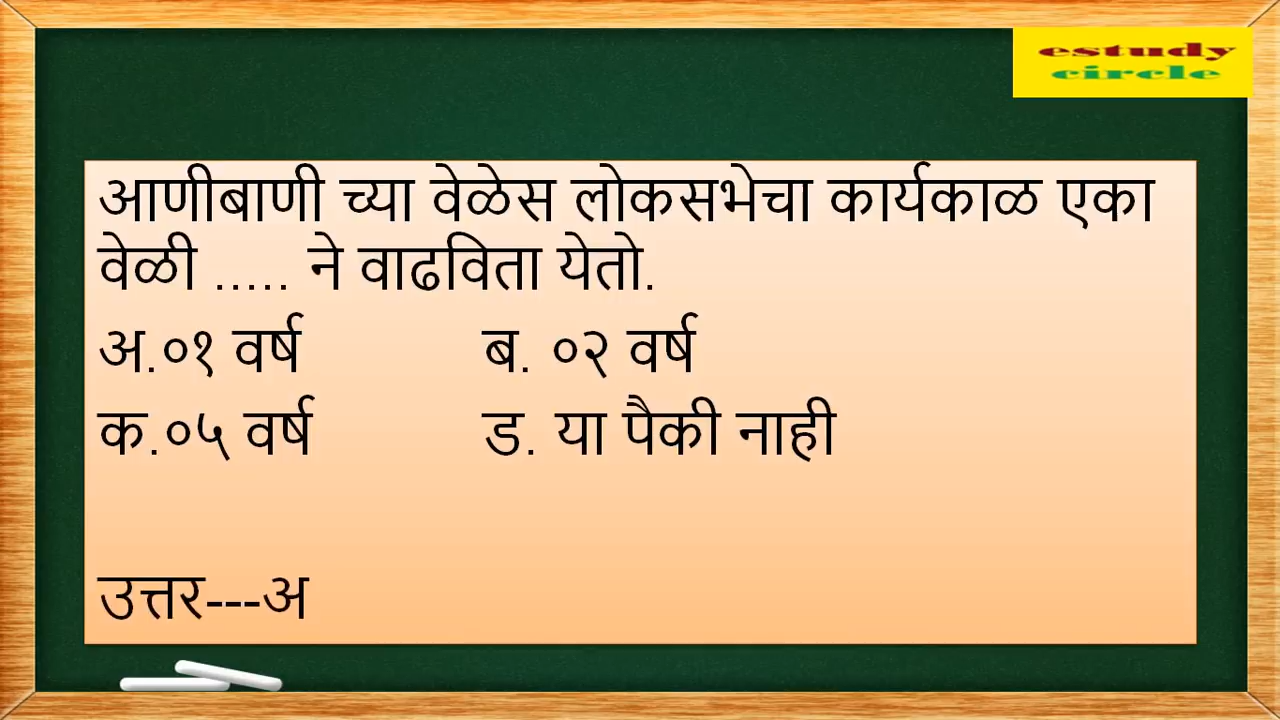 estudy
circle
आणीबाणी च्या वेळेस लोकसभेचा कार्यकाळ एका
वेळी ..... ने वाढविता येतो.
अ.०१ वर्ष ब. ०२ वर्ष
क.०५ वर्ष ड. या पैकी नाही
उत्तर---अ